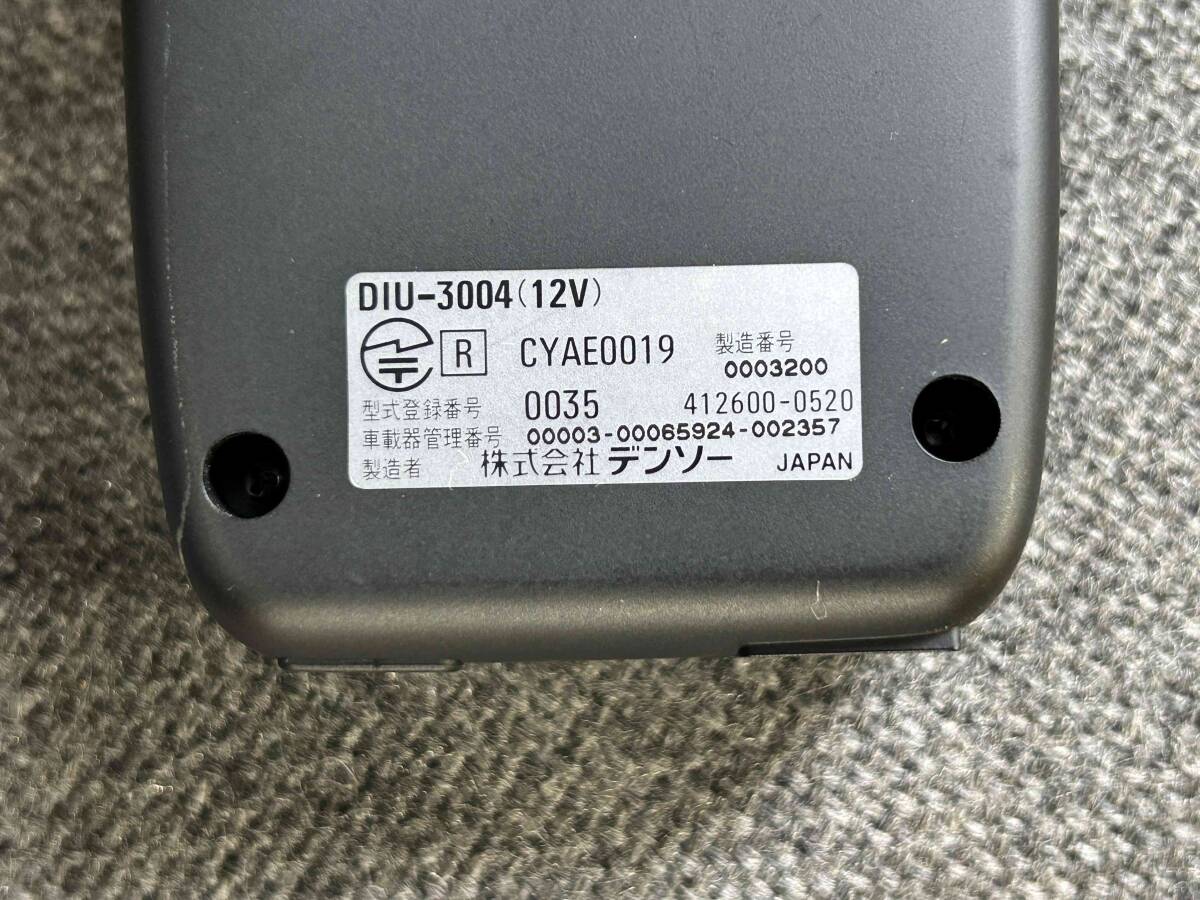 DIU-3004(12V)
R CYAE0019 製造番号
0003200
型式登録番号 0035 412600-0520
車載器管理番号 00003-00065924-002357
製造者 株式会社 デンソー JAPAN